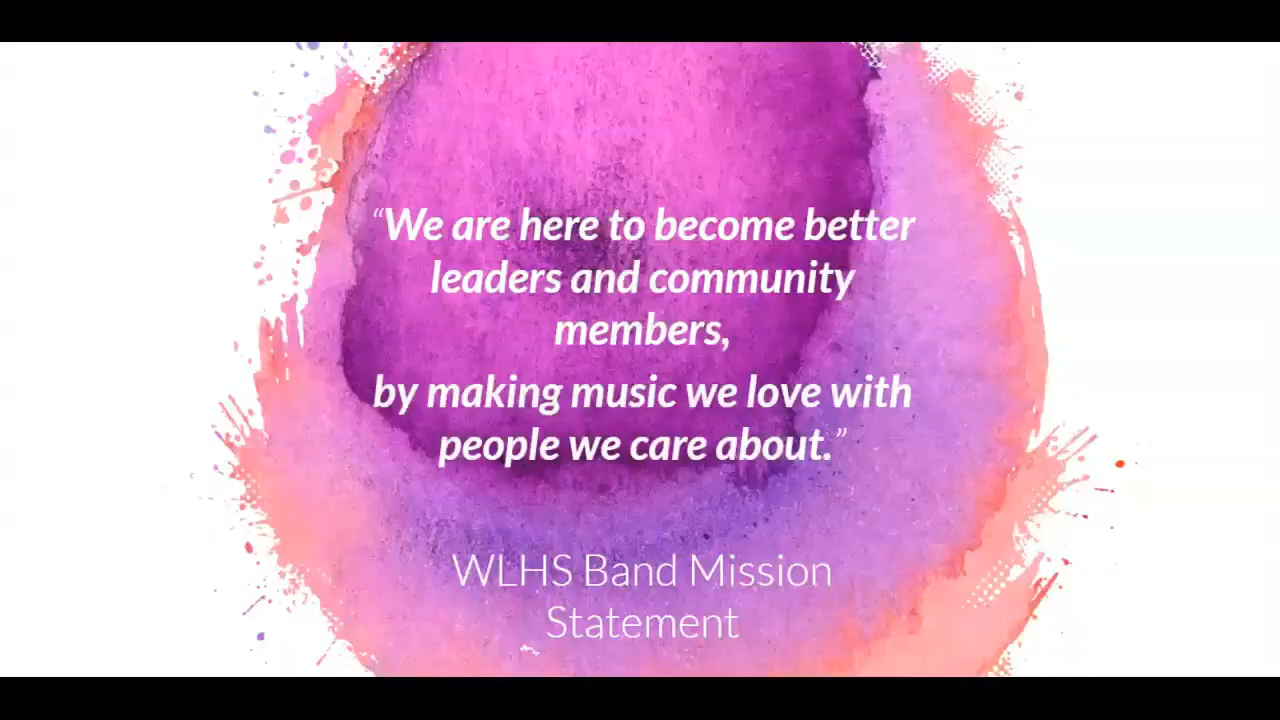 “We are here to become better
leaders and community
members,
by making music we love with
people we care about.”
WLHS Band Mission
Statement